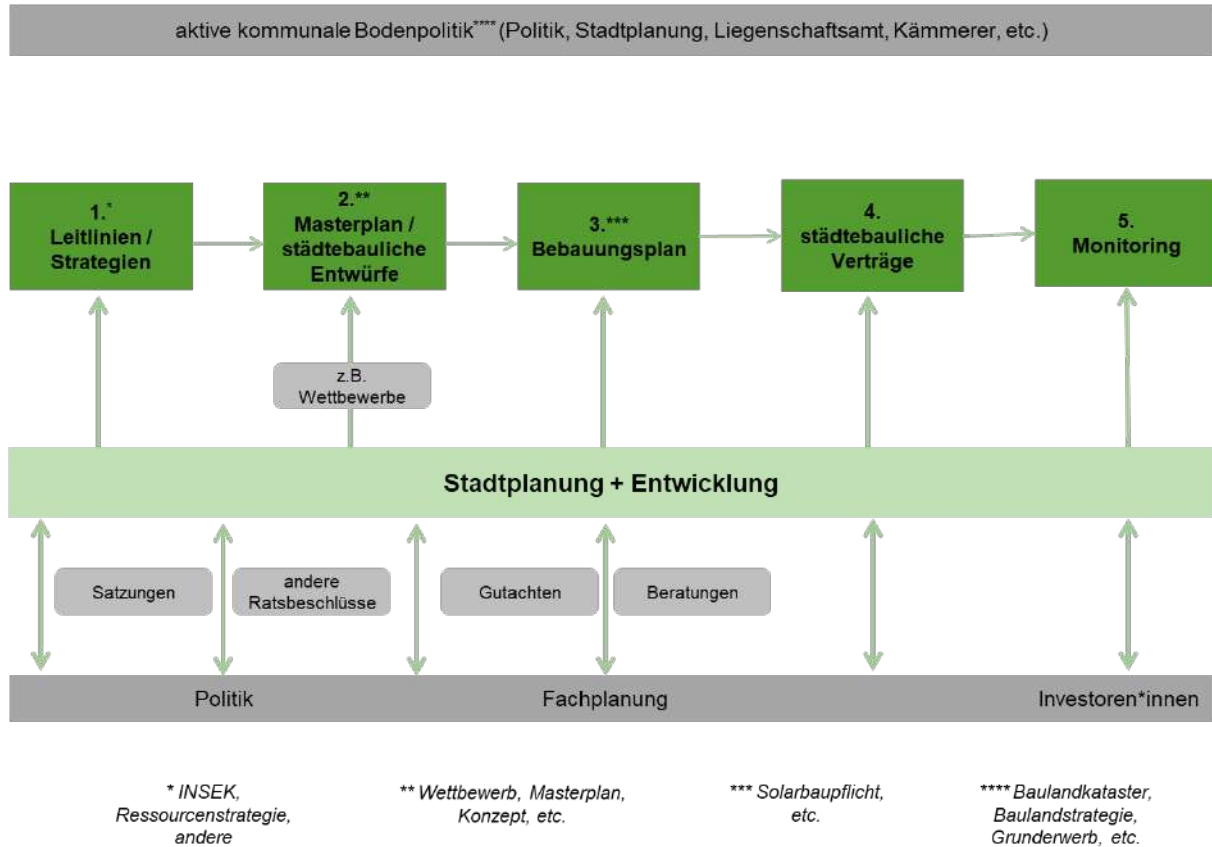 aktive kommunale Bodenpolitik**** (Politik, Stadtplanung, Liegenschaftsamt, Kämmerer, etc.)
1.*
Leitlinien /
Strategien
2.**
Masterplan /
städtebauliche
Entwürfe
3.***
Bebauungsplan
4.
städtebauliche
Verträge
5.
Monitoring
z.B.
Wettbewerbe
Stadtplanung + Entwicklung
Satzungen
andere
Ratsbeschlüsse
Gutachten
Beratungen
Politik
Fachplanung
Investoren*innen
* INSEK,
Ressourcenstrategie,
andere
** Wettbewerb, Masterplan,
Konzept, etc.
*** Solarbaupflicht,
etc.
**** Baulandkataster,
Baulandstrategie,
Grunderwerb, etc.